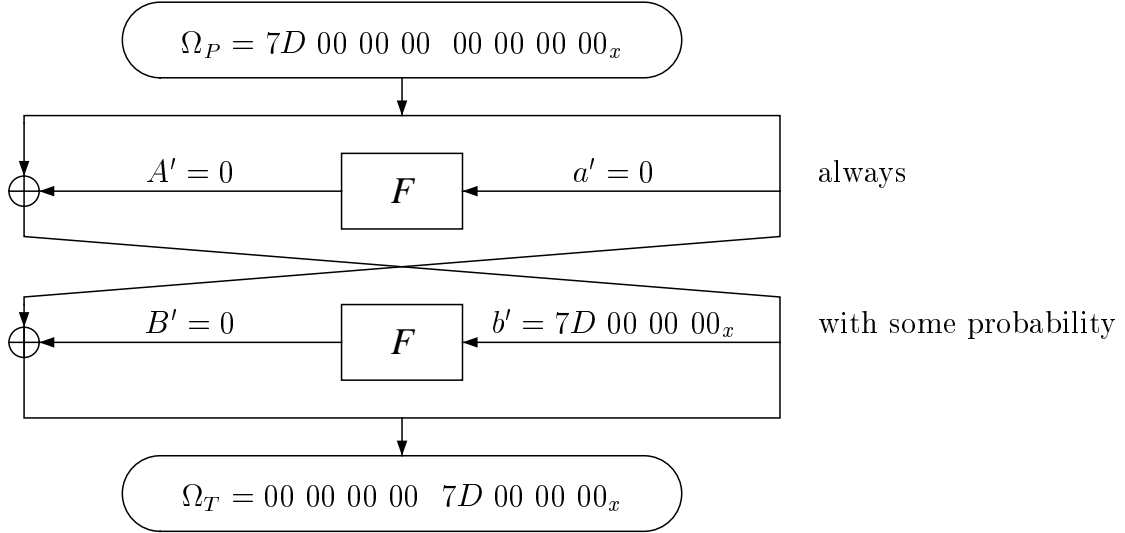 Ω_P = 7D 00 00 00 00 00 00 00_x
A′ = 0
F
a′ = 0
always
B′ = 0
F
b′ = 7D 00 00 00_x
with some probability
Ω_T = 00 00 00 00 7D 00 00 00_x